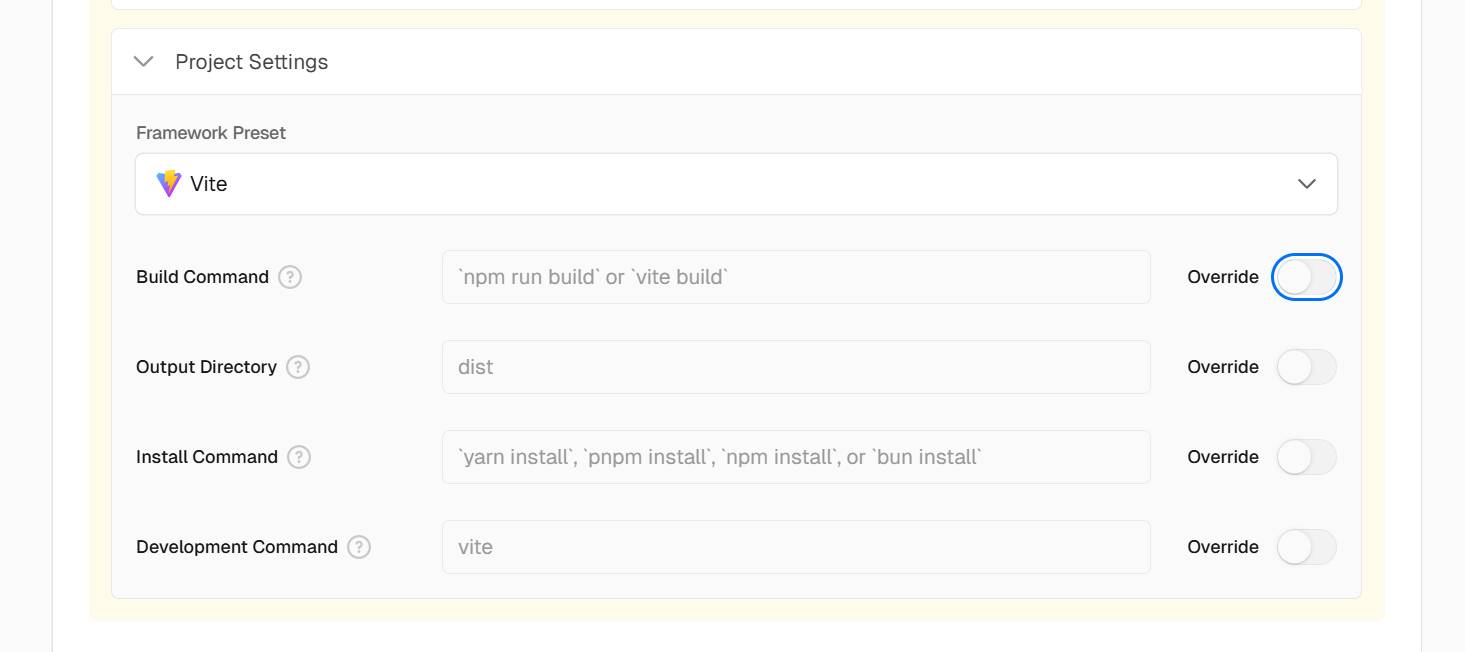 Project Settings
Framework Preset
Vite
Build Command ? `npm run build` or `vite build` Override
Output Directory ? dist Override
Install Command ? `yarn install`, `pnpm install`, `npm install`, or `bun install` Override
Development Command ? vite Override